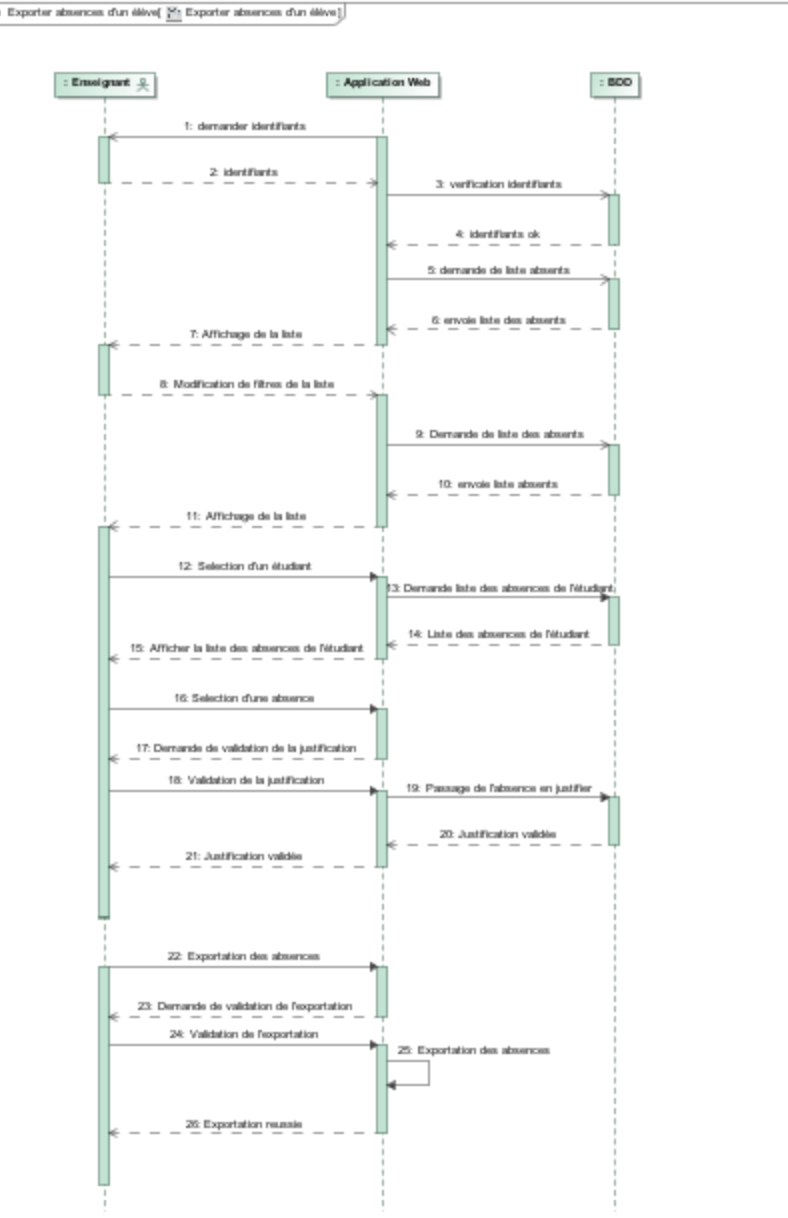 Exporter absences d'un élève[ Exporter absences d'un élève]
: Enseignant : Application Web : BDD
1: demander identifiants
2: identifiants
3: verification identifiants
4: identifiants ok
5: demande de liste absents
6: envoie liste des absents
7: Affichage de la liste
8: Modification de filtres de la liste
9: Demande de liste des absents
10: envoie liste absents
11: Affichage de la liste
12: Selection d'un étudiant
13: Demande liste des absences de l'étudiant
14: Liste des absences de l'étudiant
15: Afficher la liste des absences de l'étudiant
16: Selection d'une absence
17: Demande de validation de la justification
18: Validation de la justification
19: Passage de l'absence en justifier
20: Justification validée
21: Justification validée
22: Exportation des absences
23: Demande de validation de l'exportation
24: Validation de l'exportation
25: Exportation des absences
26: Exportation reussie